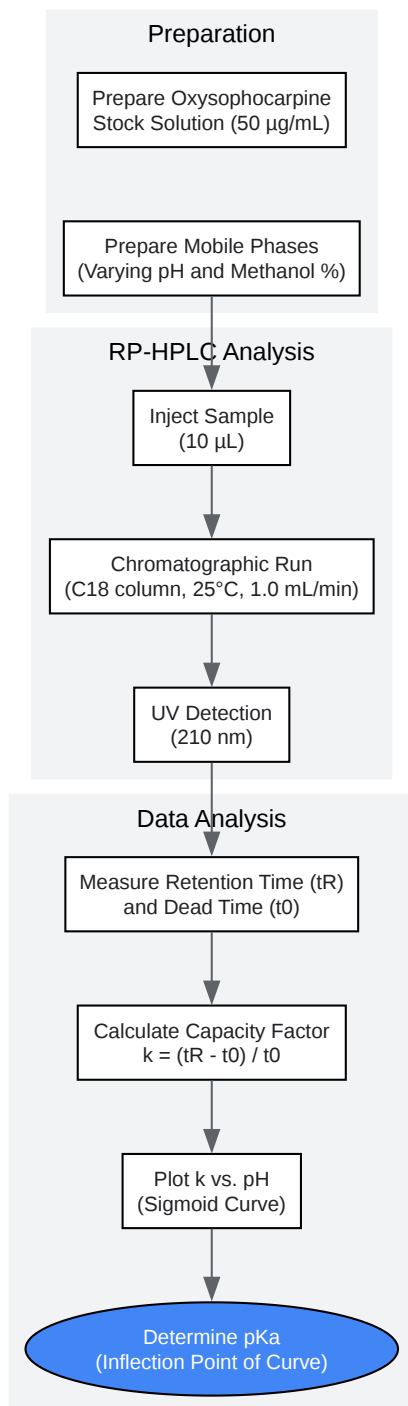 Preparation
Prepare Oxysophocarpine
Stock Solution (50 µg/mL)
Prepare Mobile Phases
(Varying pH and Methanol %)
RP-HPLC Analysis
Inject Sample
(10 µL)
Chromatographic Run
(C18 column, 25°C, 1.0 mL/min)
UV Detection
(210 nm)
Data Analysis
Measure Retention Time (tR)
and Dead Time (t0)
Calculate Capacity Factor
k = (tR - t0) / t0
Plot k vs. pH
(Sigmoid Curve)
Determine pKa
(Inflection Point of Curve)